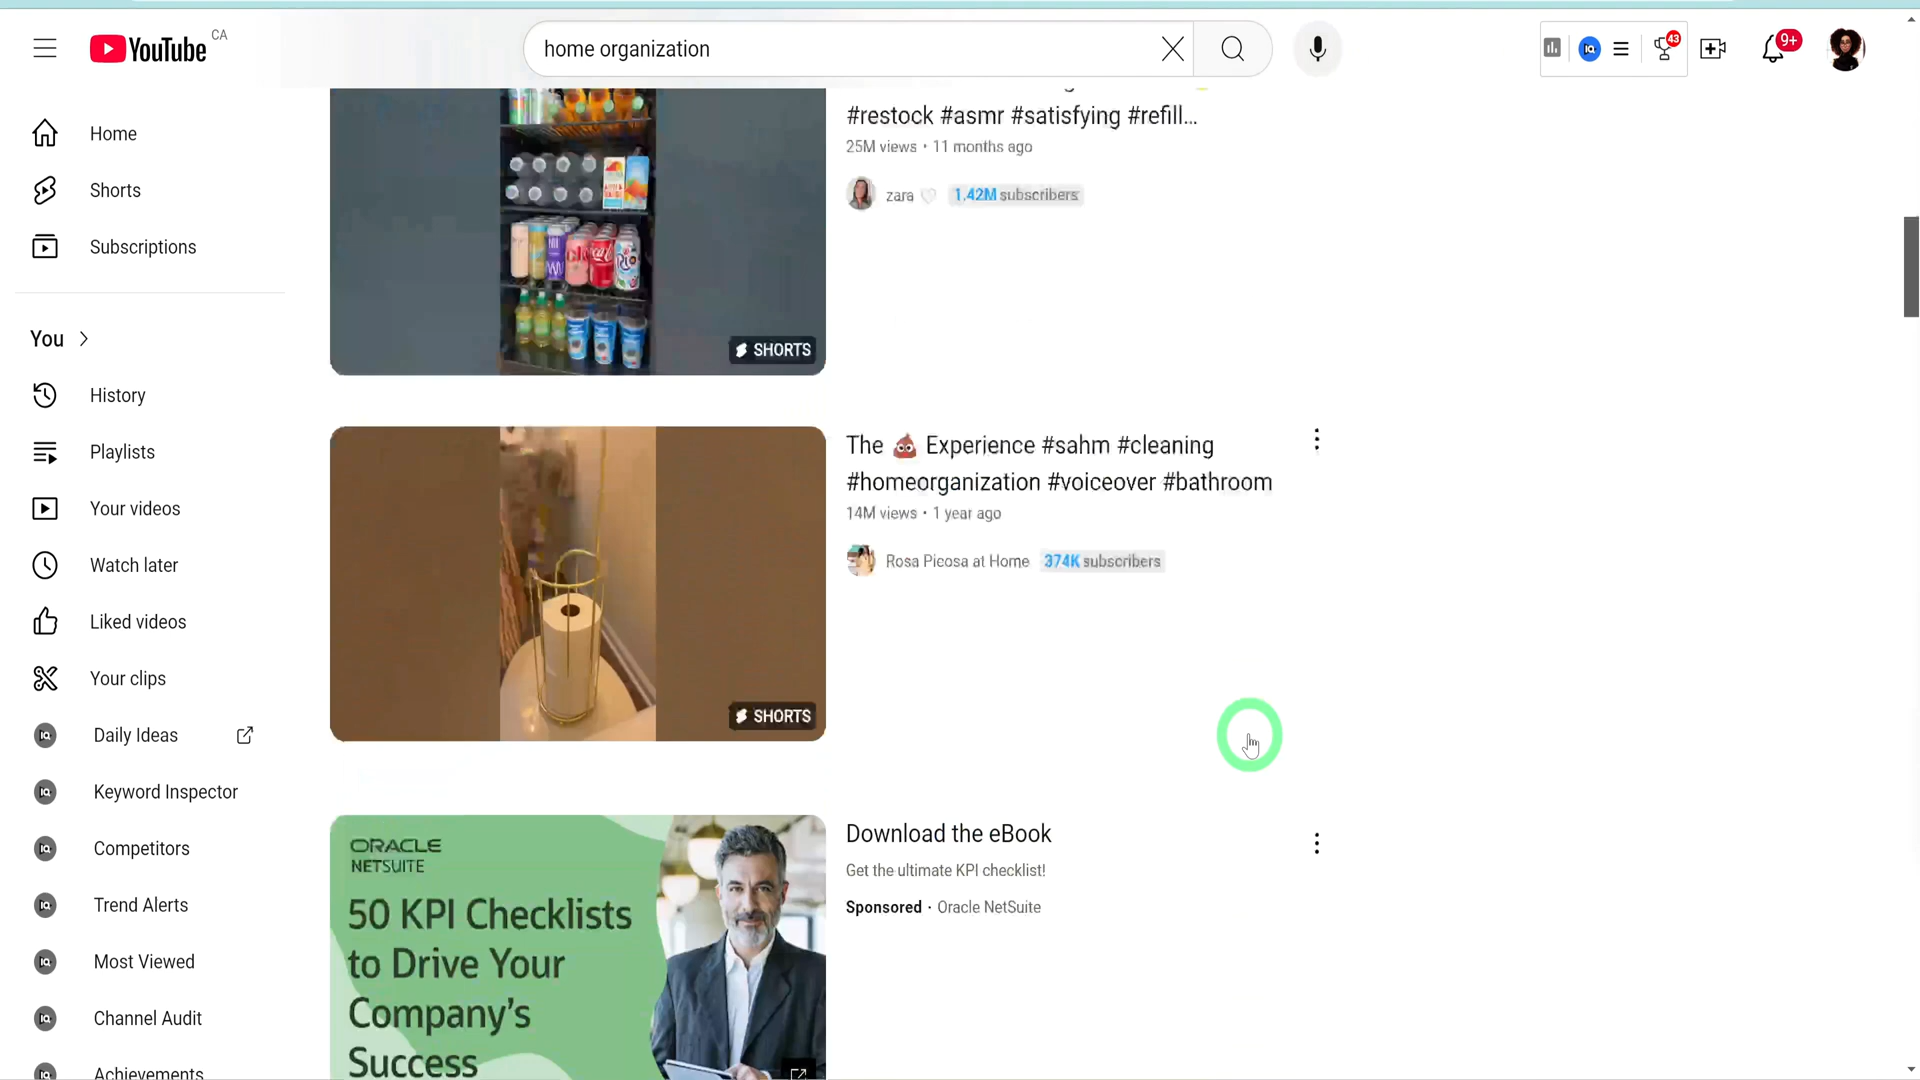 YouTube CA
home organization
43
9+
Home
Shorts
Subscriptions
You
History
Playlists
Your videos
Watch later
Liked videos
Your clips
Daily Ideas
Keyword Inspector
Competitors
Trend Alerts
Most Viewed
Channel Audit
Achievements
#restock #asmr #satisfying #refill...
25M views • 11 months ago
zara 🤍 1.42M subscribers
SHORTS
The 💩 Experience #sahm #cleaning
#homeorganization #voiceover #bathroom
14M views • 1 year ago
Rosa Picosa at Home 374K subscribers
SHORTS
ORACLE
NETSUITE
50 KPI Checklists
to Drive Your
Company's
Success
Download the eBook
Get the ultimate KPI checklist!
Sponsored · Oracle NetSuite